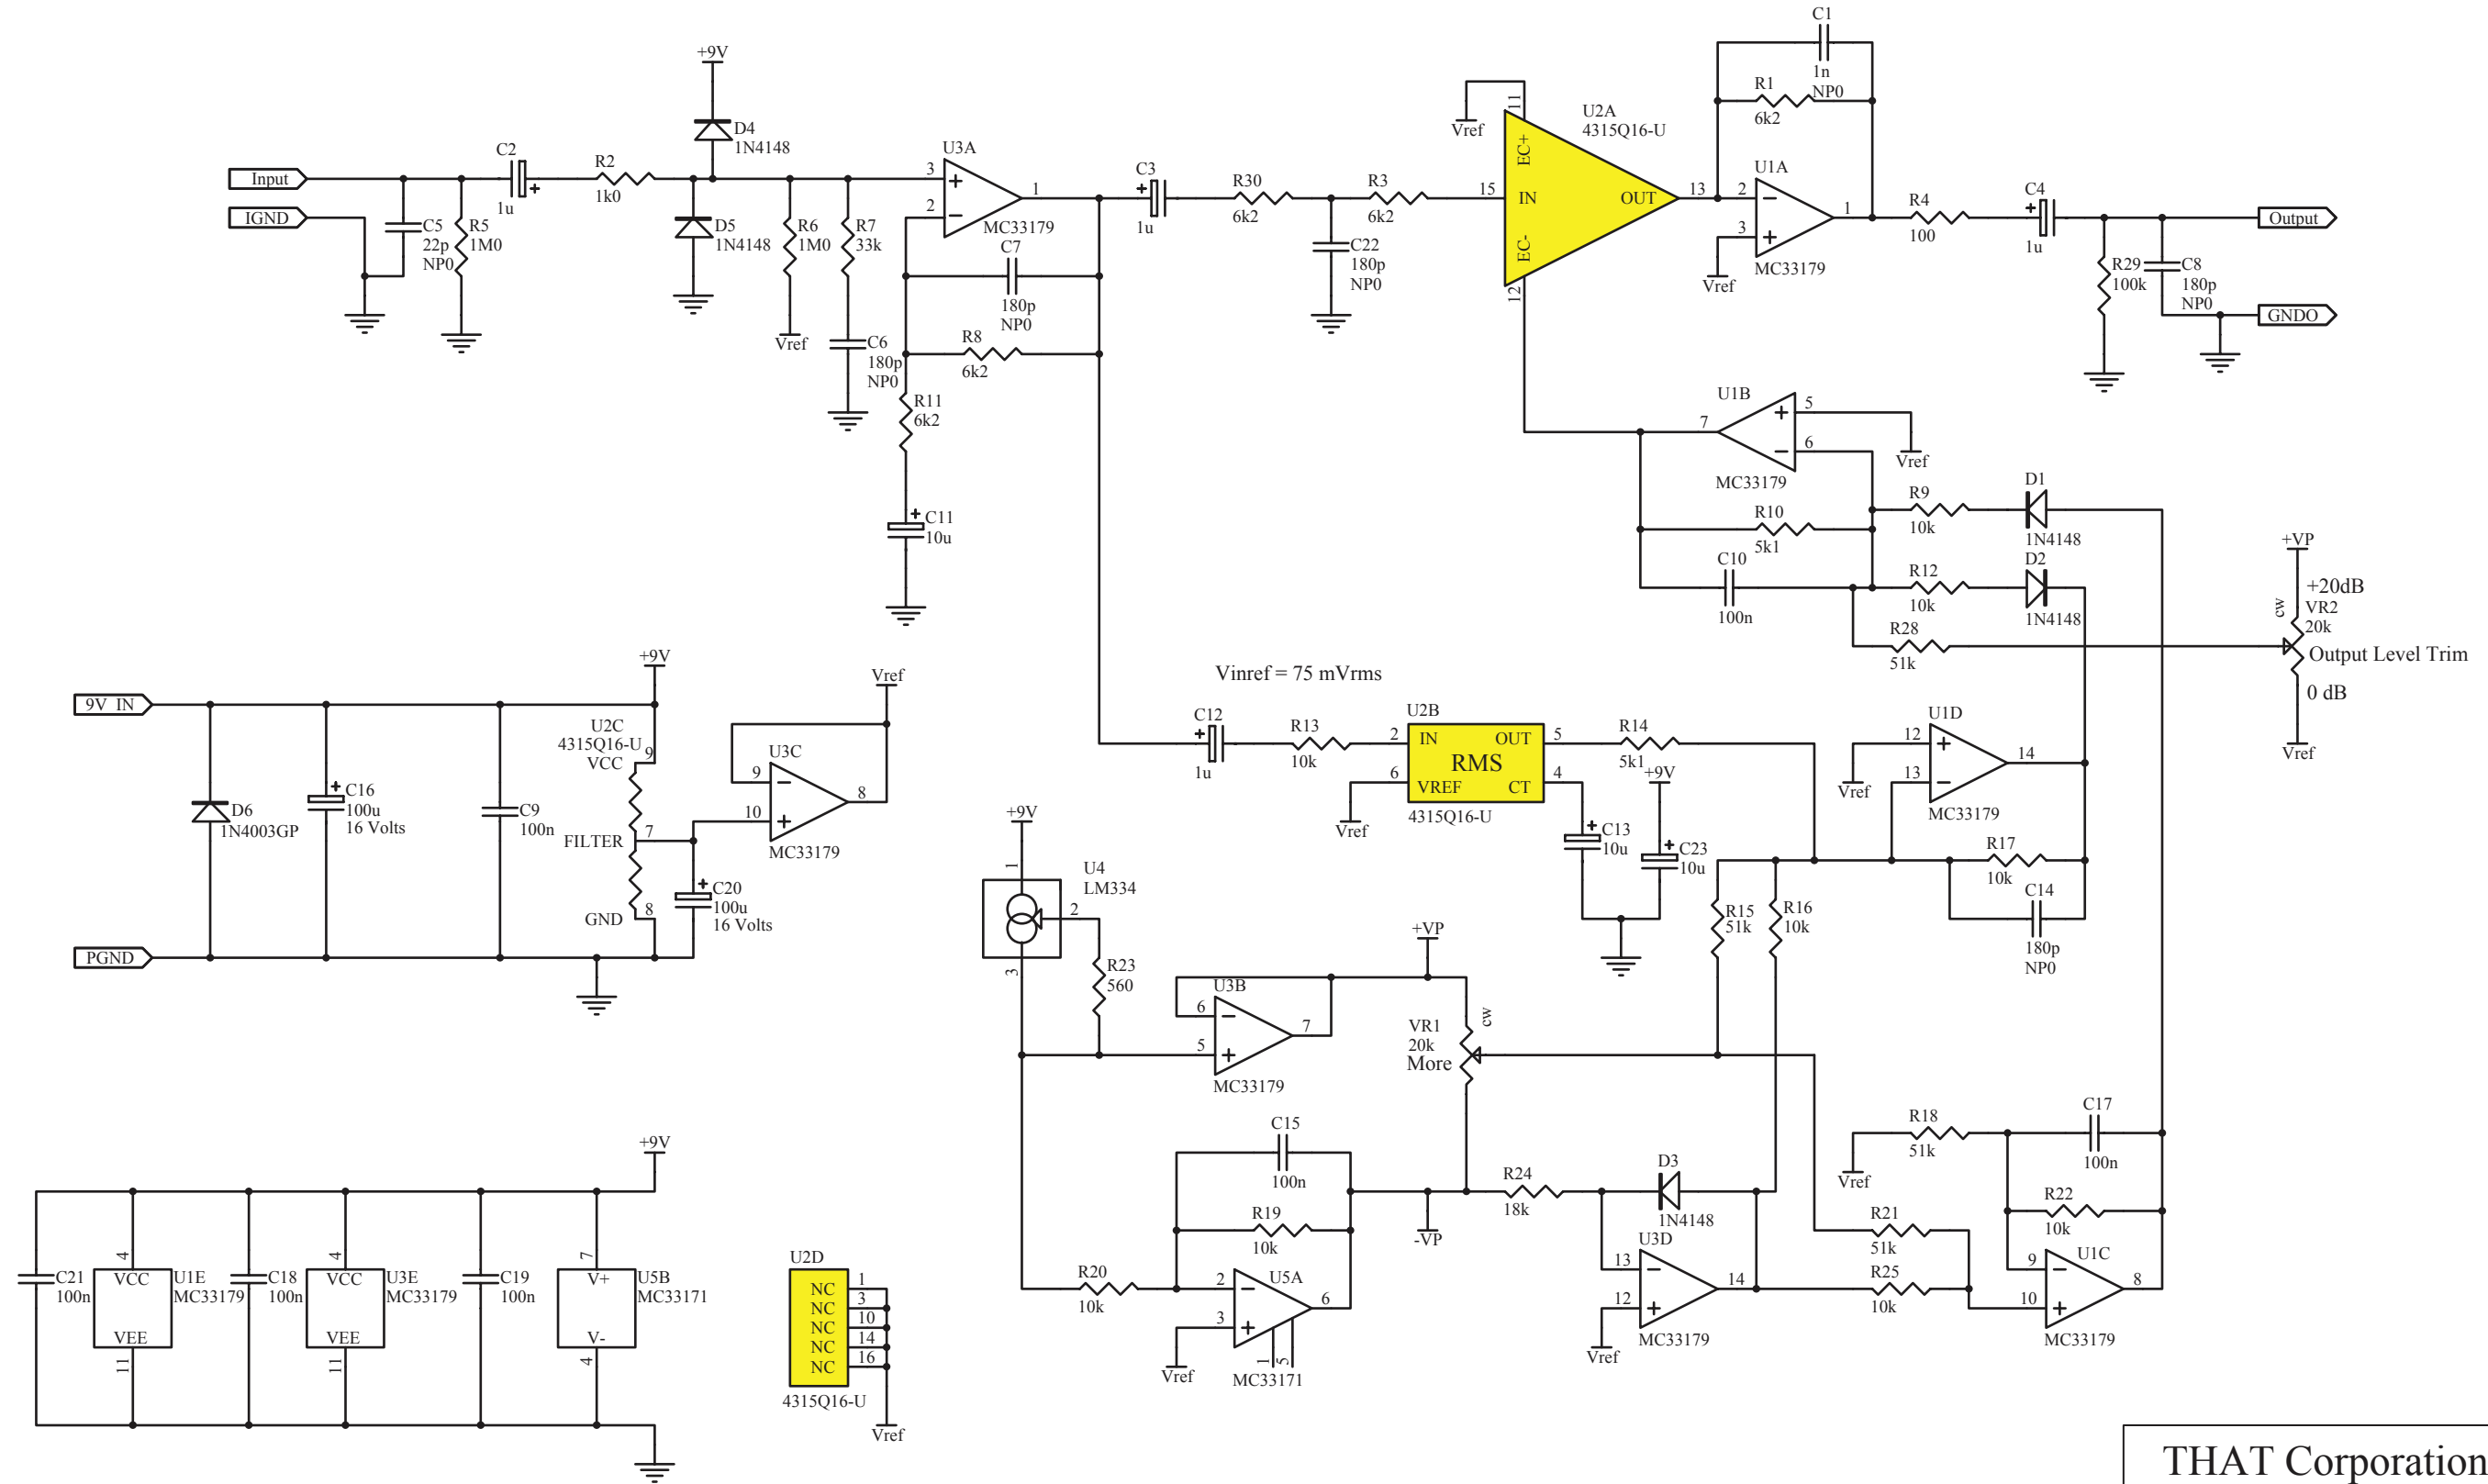 C1
1n
NP0
R1
6k2
+9V
D4
1N4148
U2A
4315Q16-U
11
Vref
EC+
IN
OUT
EC-
15
13
12
Input
IGND
C2
1u
R2
1k0
C5
22p
NP0
R5
1M0
D5
1N4148
R6
1M0
Vref
R7
33k
C6
180p
NP0
U3A
3
2
1
MC33179
C7
180p
NP0
R8
6k2
R11
6k2
C11
10u
C3
1u
R30
6k2
R3
6k2
C22
180p
NP0
U1A
2
3
1
MC33179
Vref
R4
100
C4
1u
R29
100k
C8
180p
NP0
Output
GNDO
U1B
7
5
6
MC33179
Vref
R9
10k
D1
1N4148
R10
5k1
C10
100n
R12
10k
D2
1N4148
R28
51k
+VP
+20dB
cw
VR2
20k
Output Level Trim
0 dB
Vref
9V IN
PGND
D6
1N4003GP
C16
100u
16 Volts
C9
100n
+9V
U2C
4315Q16-U
VCC
9
FILTER
7
GND
8
C20
100u
16 Volts
U3C
9
10
8
MC33179
Vref
Vinref = 75 mVrms
C12
1u
R13
10k
U2B
2
6
IN
OUT
RMS
VREF
CT
5
4
4315Q16-U
Vref
R14
5k1
+9V
C13
10u
C23
10u
U1D
12
13
14
MC33179
Vref
R17
10k
C14
180p
NP0
R15
51k
R16
10k
+9V
1
U4
LM334
2
3
R23
560
U3B
6
5
7
MC33179
+VP
VR1
20k
More
cw
C15
100n
R19
10k
R20
10k
U5A
2
3
6
1
5
MC33171
Vref
-VP
R24
18k
D3
1N4148
U3D
13
12
14
MC33179
Vref
R18
51k
Vref
C17
100n
R22
10k
R21
51k
R25
10k
U1C
9
10
8
MC33179
+9V
C21
100n
4
VCC
VEE
11
U1E
MC33179
C18
100n
4
VCC
VEE
11
U3E
MC33179
C19
100n
7
V+
V-
4
U5B
MC33171
U2D
NC
1
NC
3
NC
10
NC
14
NC
16
4315Q16-U
Vref
THAT Corporation